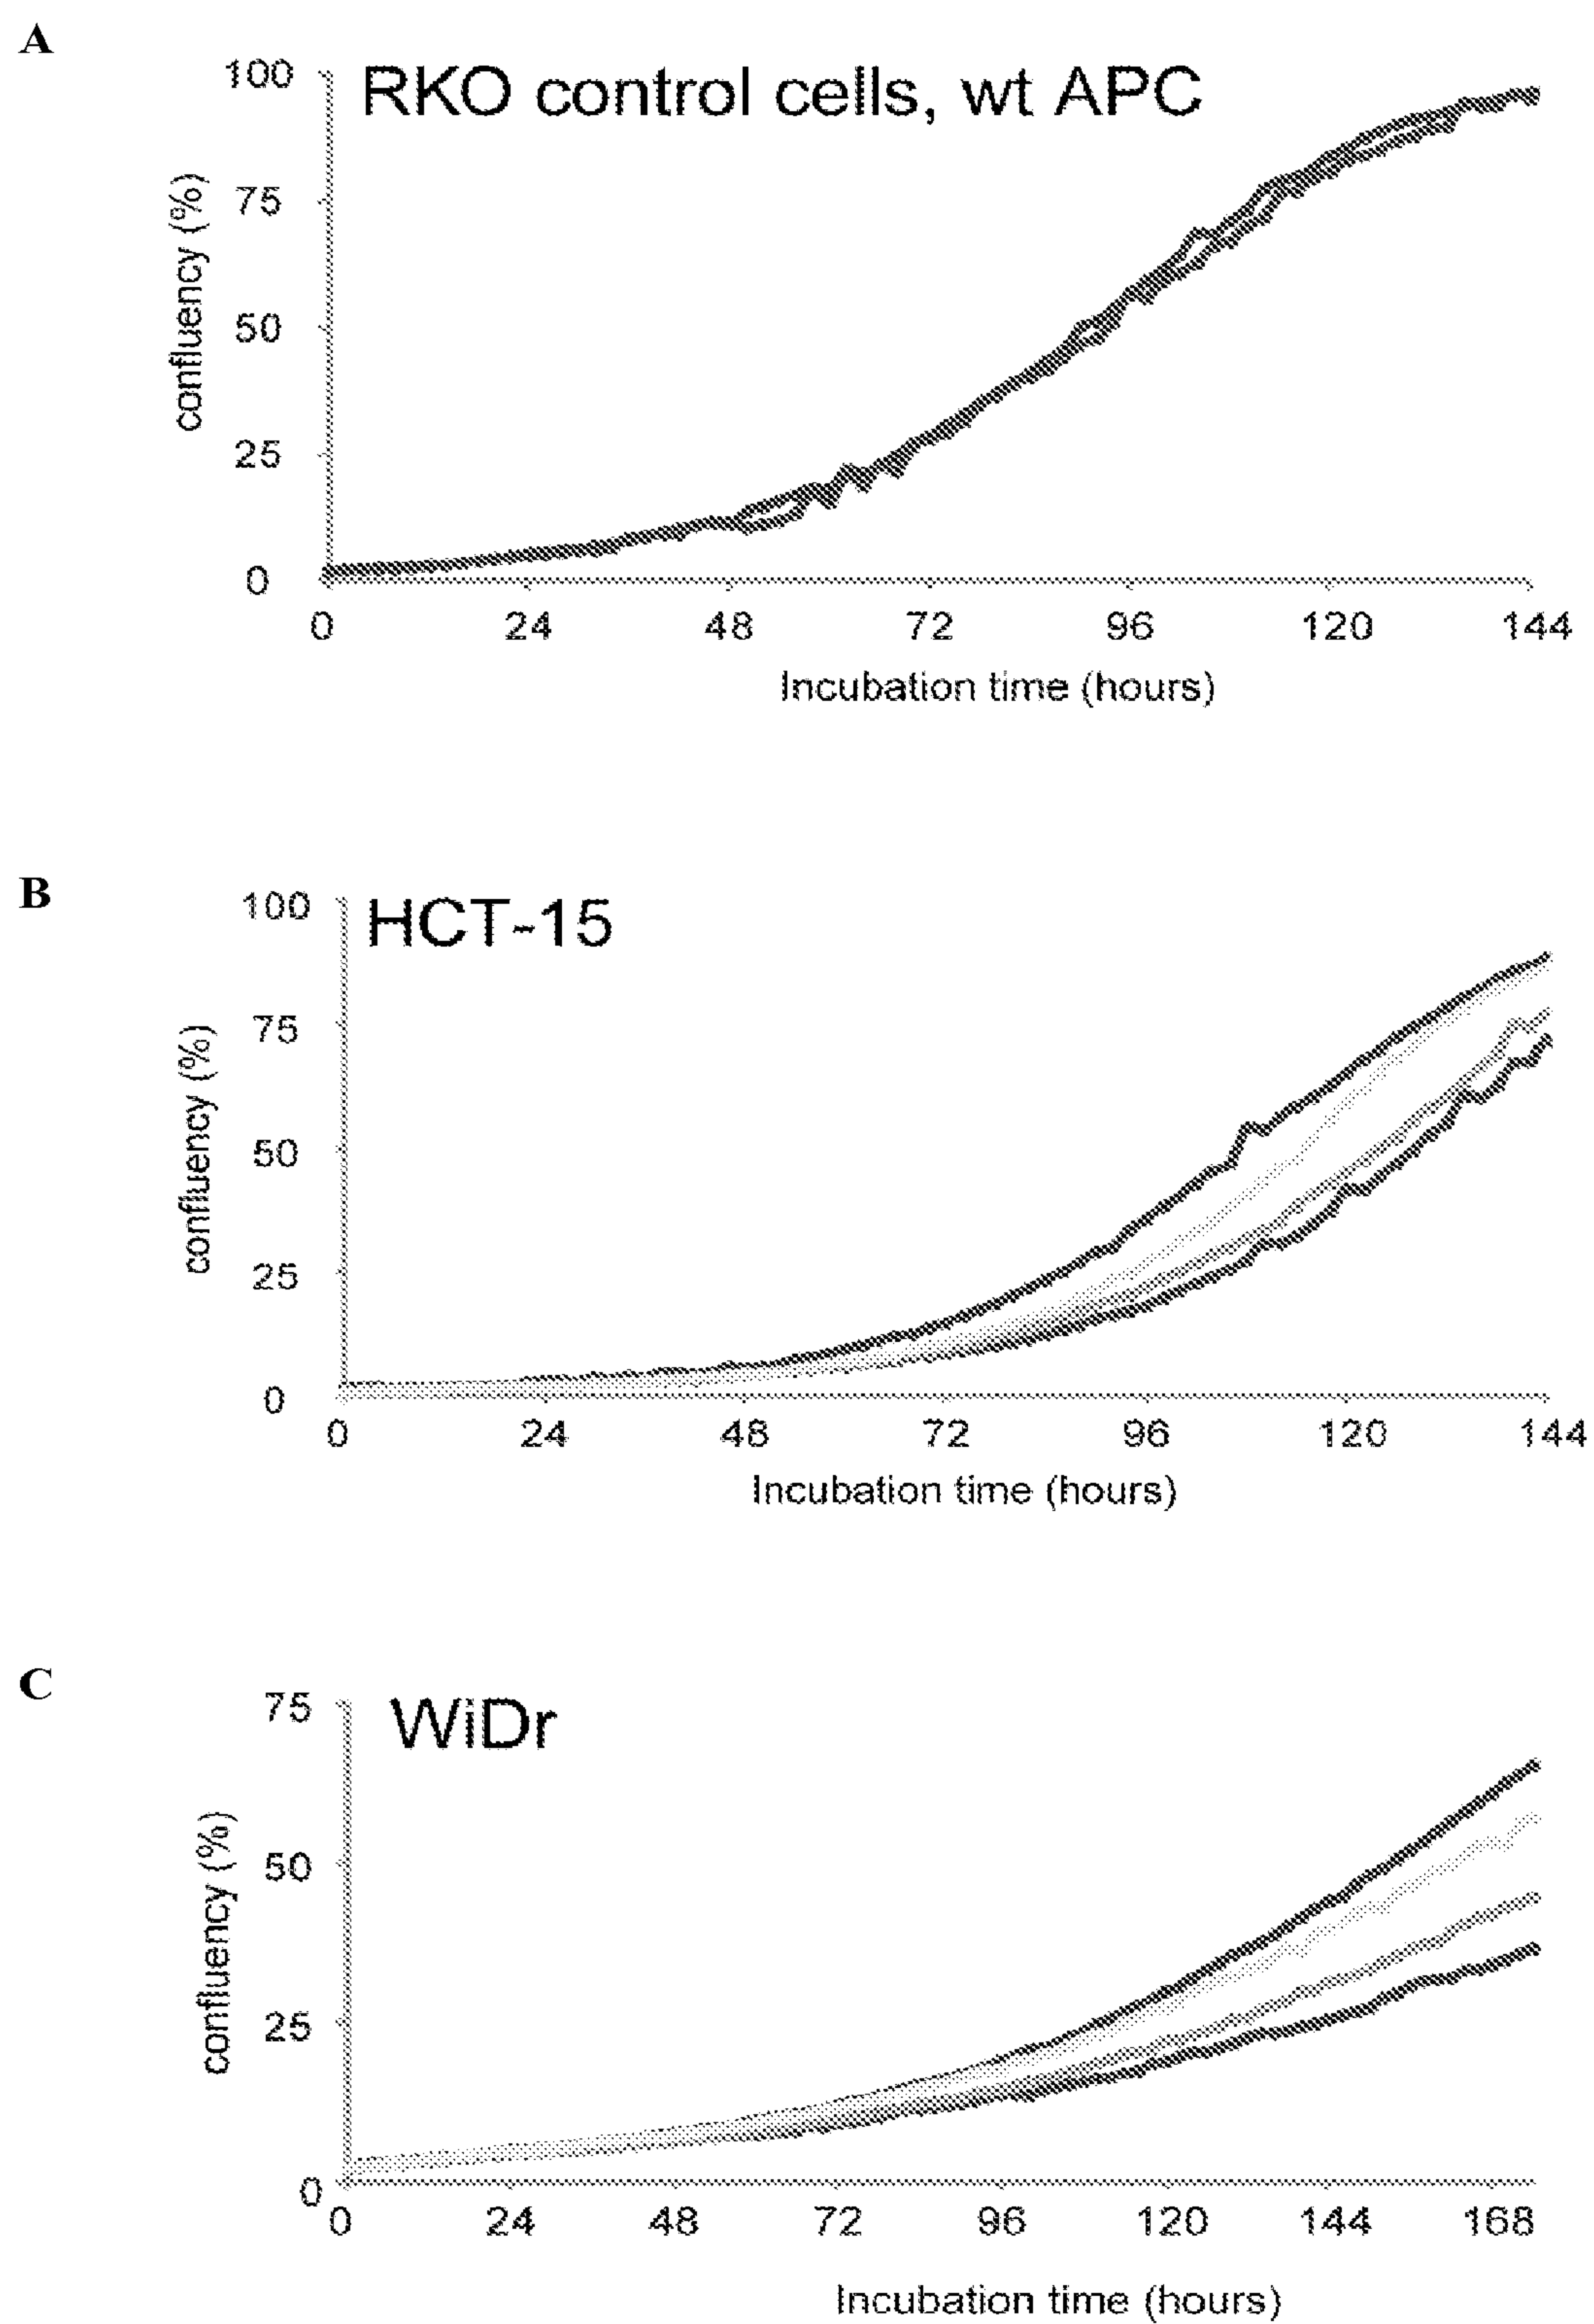 A
RKO control cells, wt APC
100
75
50
25
0
confluency (%)
0 24 48 72 96 120 144
Incubation time (hours)
B
HCT-15
100
75
50
25
0
confluency (%)
0 24 48 72 96 120 144
Incubation time (hours)
C
WiDr
75
50
25
0
confluency (%)
0 24 48 72 96 120 144 168
Incubation time (hours)